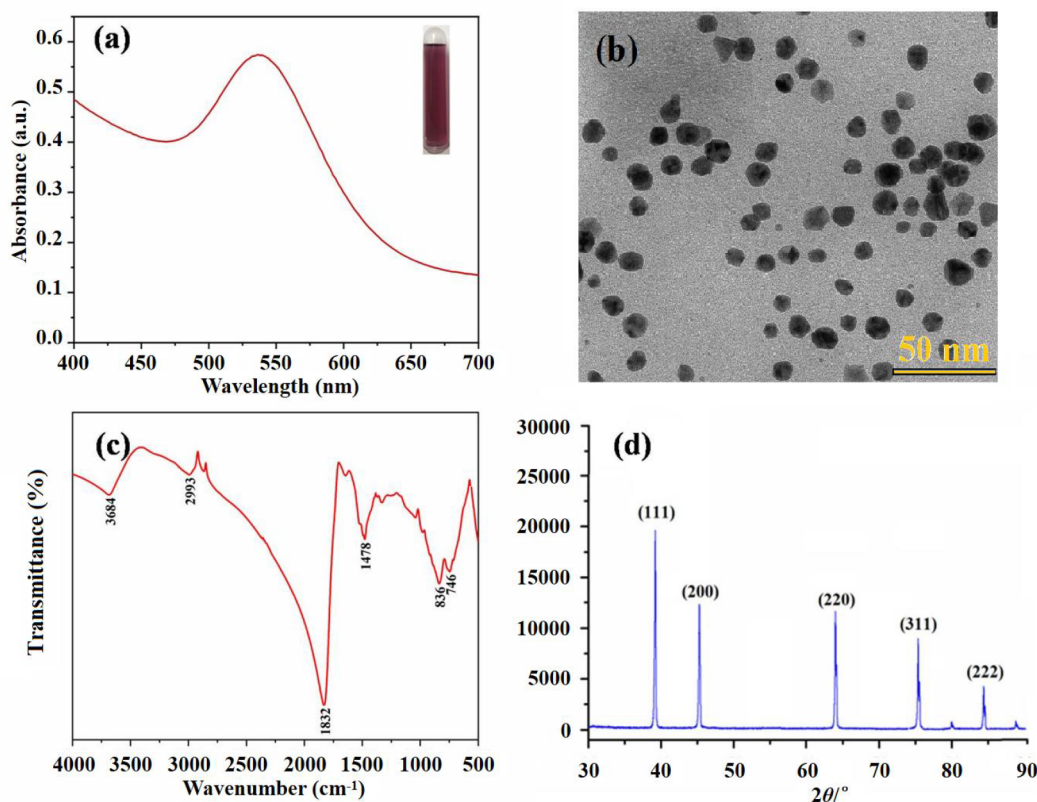 (a)
0.6
0.5
0.4
0.3
0.2
0.1
0.0
Absorbance (a.u.)
400 450 500 550 600 650 700
Wavelength (nm)
(b)
50 nm
(c)
3684
2993
1832
1478
836
746
Transmittance (%)
4000 3500 3000 2500 2000 1500 1000 500
Wavenumber (cm⁻¹)
(d)
30000
25000
20000
15000
10000
5000
0
(111)
(200)
(220)
(311)
(222)
30 40 50 60 70 80 90
2θ/°